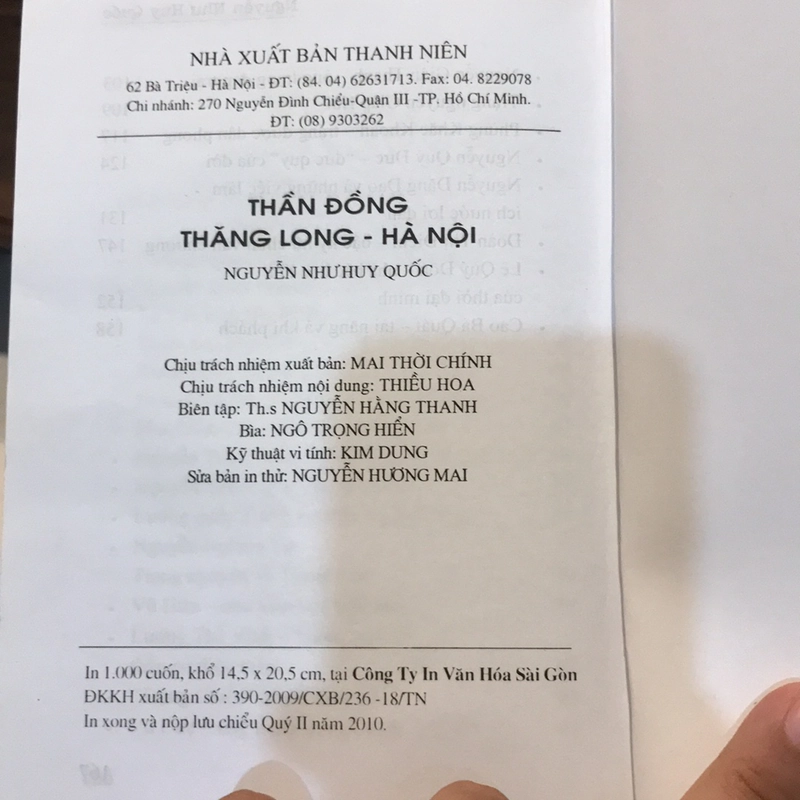 NHÀ XUẤT BẢN THANH NIÊN
62 Bà Triệu - Hà Nội - ĐT: (84. 04) 62631713. Fax: 04. 8229078
Chi nhánh: 270 Nguyễn Đình Chiểu-Quận III -TP. Hồ Chí Minh.
ĐT: (08) 9303262
THẦN ĐỒNG
THĂNG LONG - HÀ NỘI
NGUYỄN NHƯ HUY QUỐC
Chịu trách nhiệm xuất bản: MAI THỜI CHÍNH
Chịu trách nhiệm nội dung: THIỀU HOA
Biên tập: Th.s NGUYỄN HẰNG THANH
Bìa: NGÔ TRỌNG HIỂN
Kỹ thuật vi tính: KIM DUNG
Sửa bản in thử: NGUYỄN HƯƠNG MAI
In 1.000 cuốn, khổ 14,5 x 20,5 cm, tại Công Ty In Văn Hóa Sài Gòn
ĐKKH xuất bản số : 390-2009/CXB/236 -18/TN
In xong và nộp lưu chiểu Quý II năm 2010.